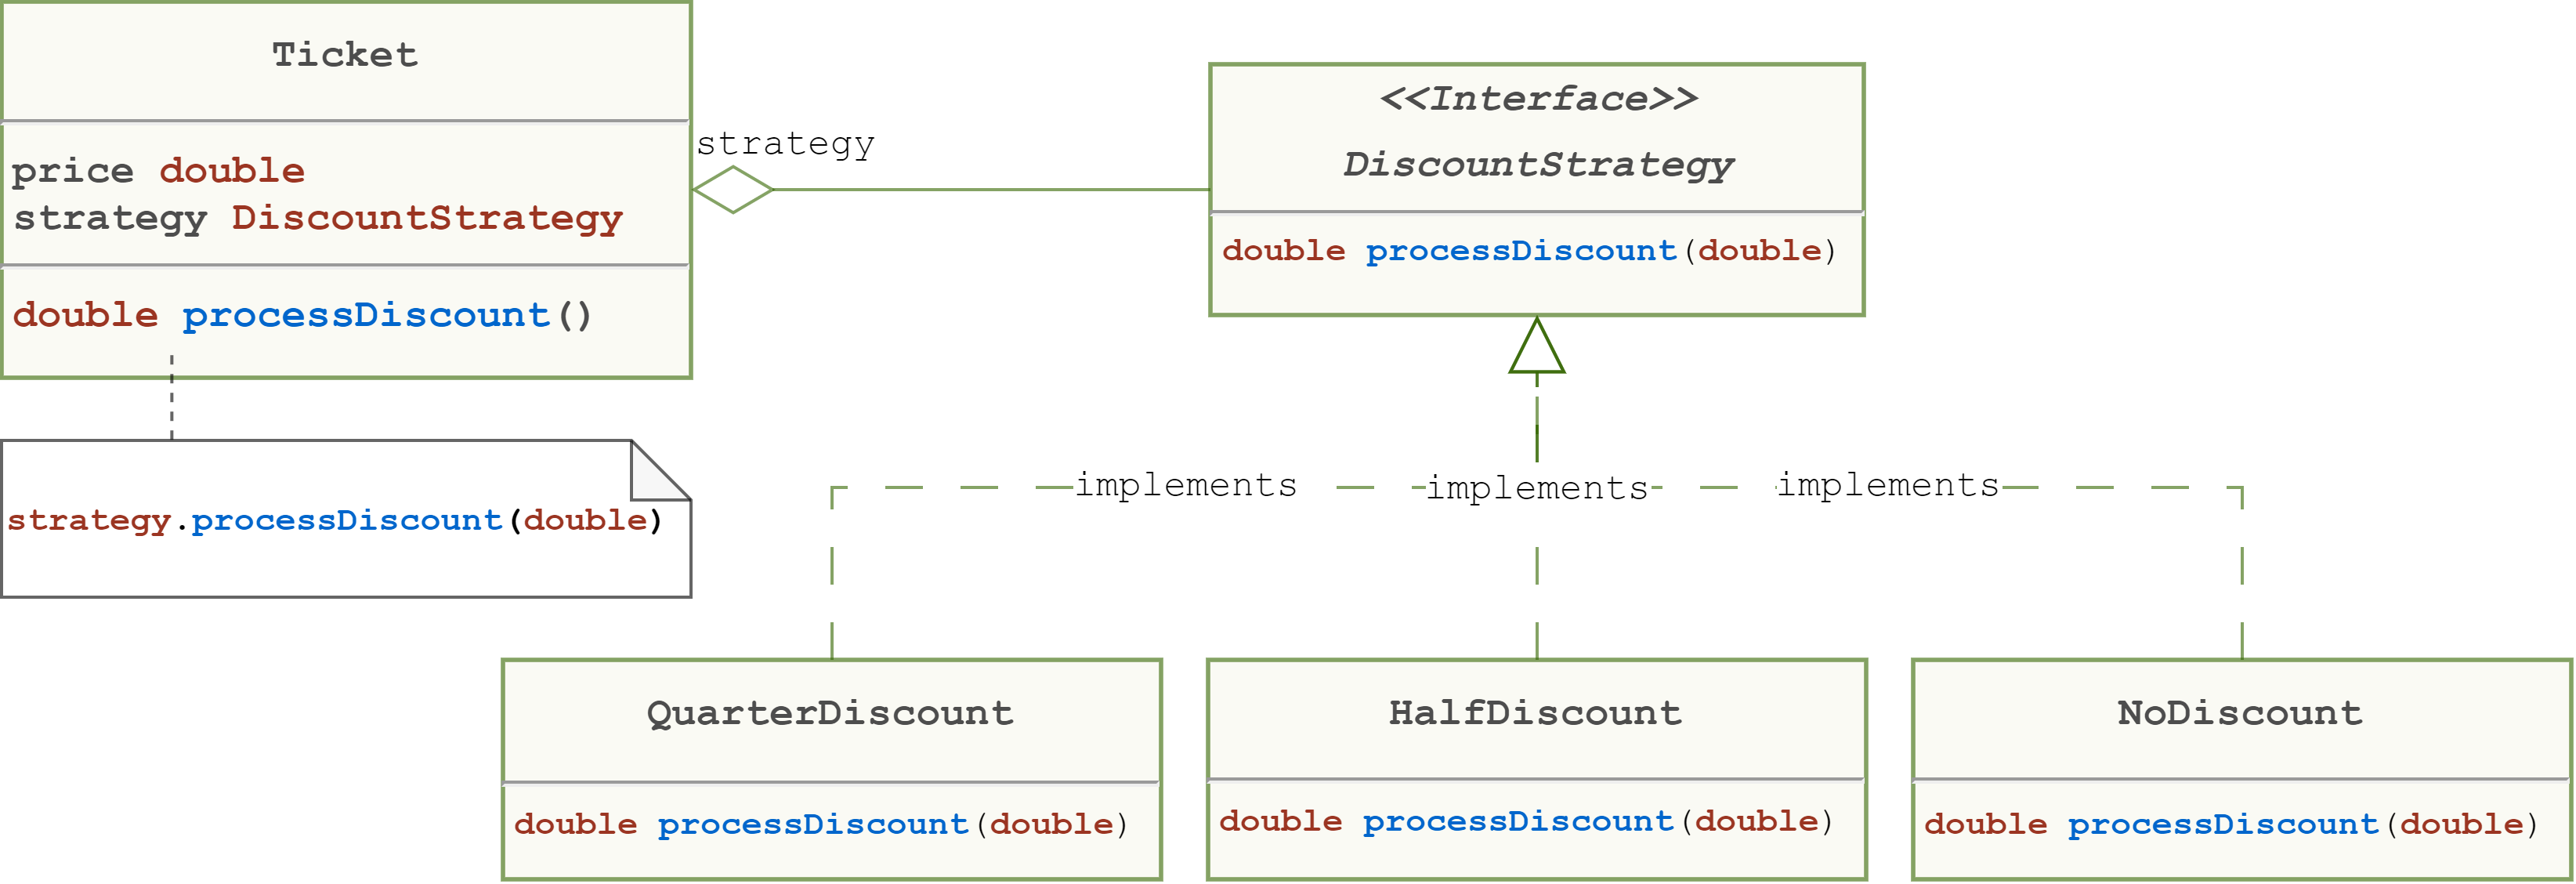 Ticket
price double
strategy DiscountStrategy
double processDiscount()
strategy.processDiscount(double)
strategy
<<Interface>>
DiscountStrategy
double processDiscount(double)
implements
implements
implements
QuarterDiscount
double processDiscount(double)
HalfDiscount
double processDiscount(double)
NoDiscount
double processDiscount(double)